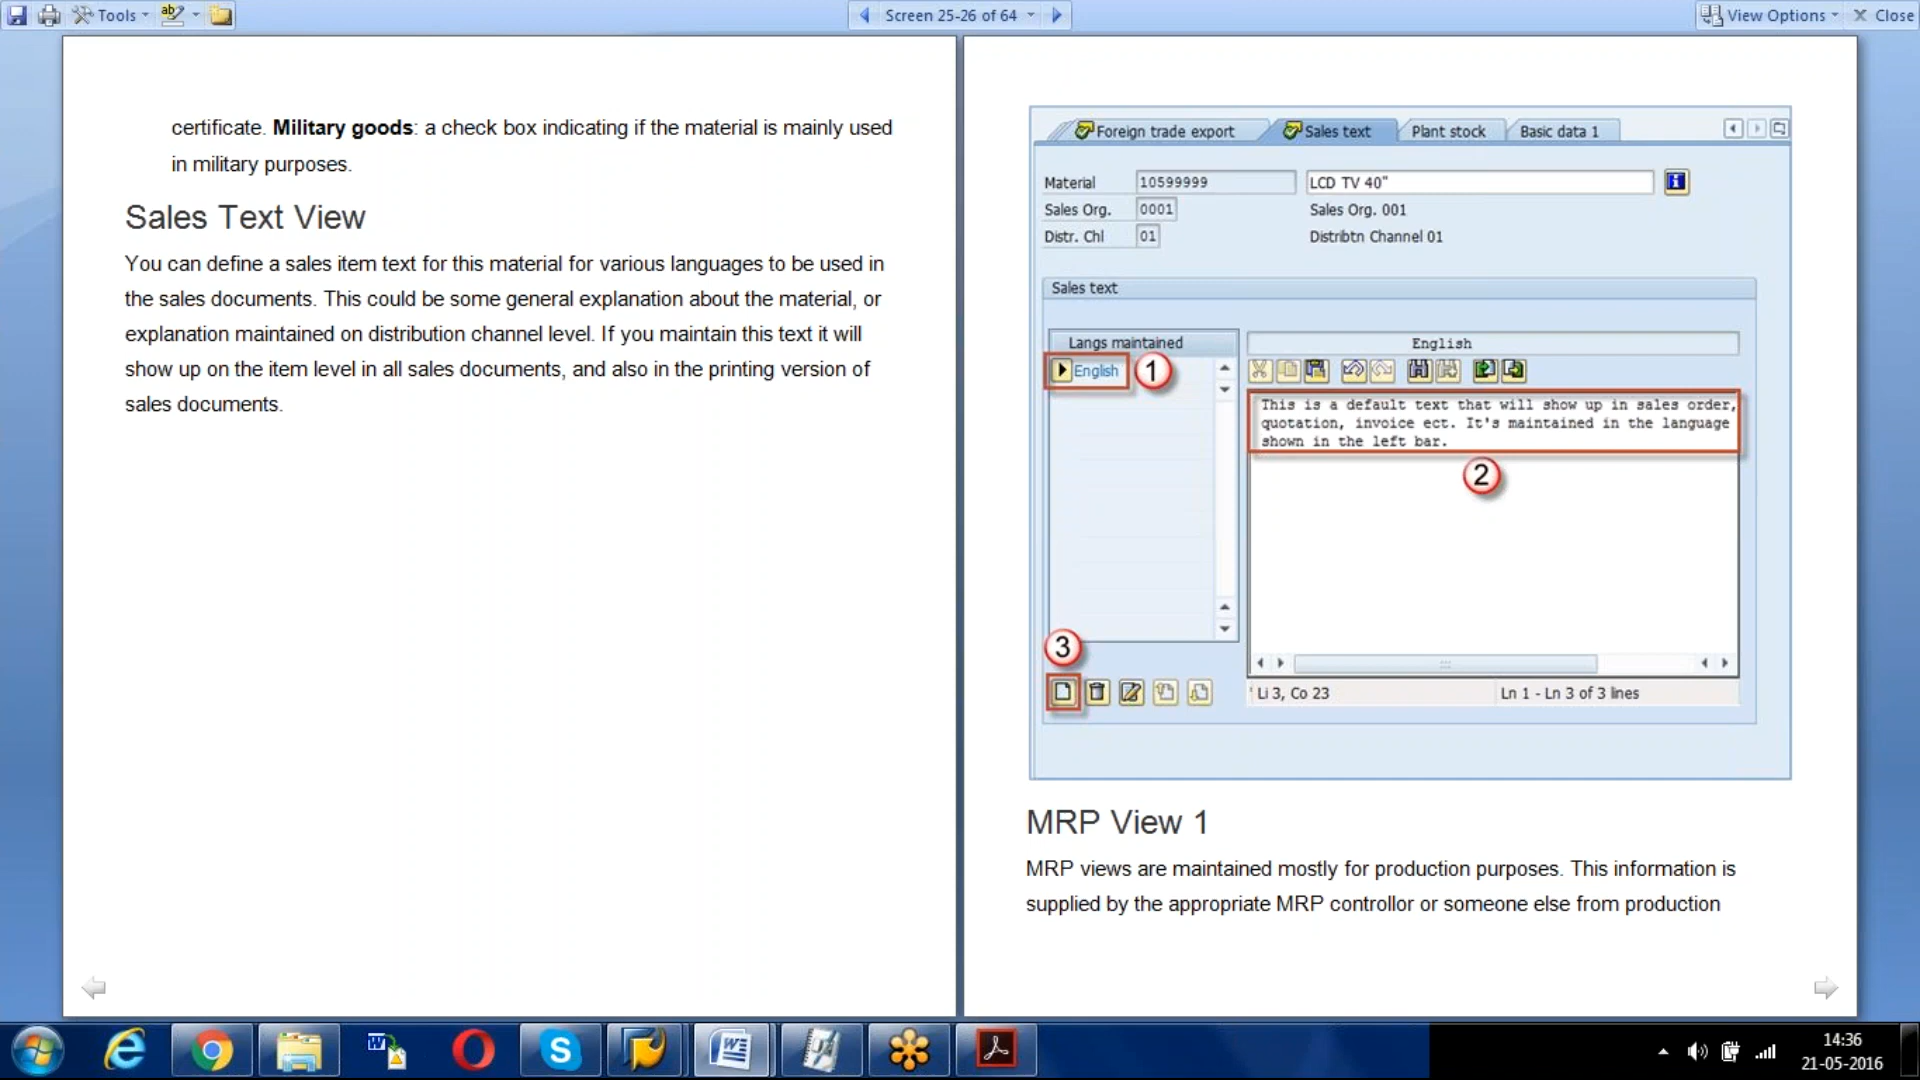 Tools
Screen 25-26 of 64
View Options
Close
certificate. Military goods: a check box indicating if the material is mainly used
in military purposes.
Sales Text View
You can define a sales item text for this material for various languages to be used in
the sales documents. This could be some general explanation about the material, or
explanation maintained on distribution channel level. If you maintain this text it will
show up on the item level in all sales documents, and also in the printing version of
sales documents.
Foreign trade export
Sales text
Plant stock
Basic data 1
Material 10599999 LCD TV 40"
Sales Org. 0001 Sales Org. 001
Distr. Chl 01 Distribtn Channel 01
Sales text
Langs maintained
English
1
English
This is a default text that will show up in sales order,
quotation, invoice ect. It's maintained in the language
shown in the left bar.
2
3
Li 3, Co 23
Ln 1 - Ln 3 of 3 lines
MRP View 1
MRP views are maintained mostly for production purposes. This information is
supplied by the appropriate MRP controllor or someone else from production
14:36
21-05-2016